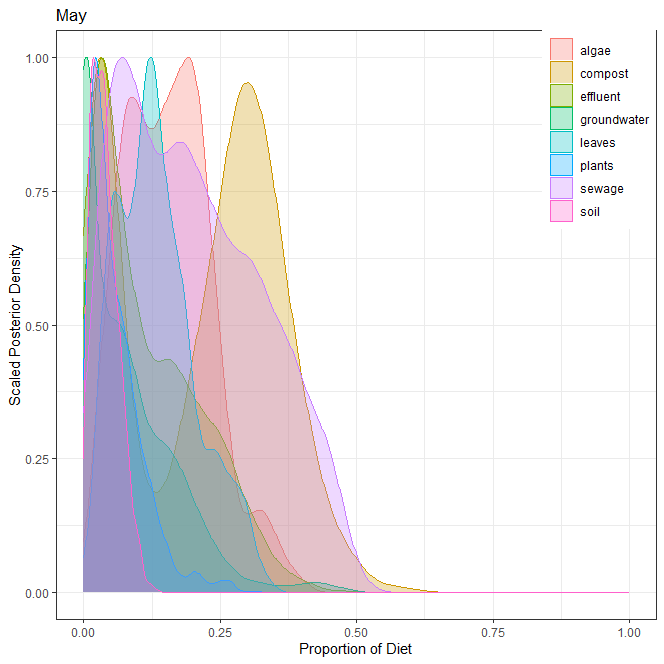 May
algae
compost
effluent
groundwater
leaves
plants
sewage
soil
Scaled Posterior Density
1.00
0.75
0.50
0.25
0.00
0.00 0.25 0.50 0.75 1.00
Proportion of Diet